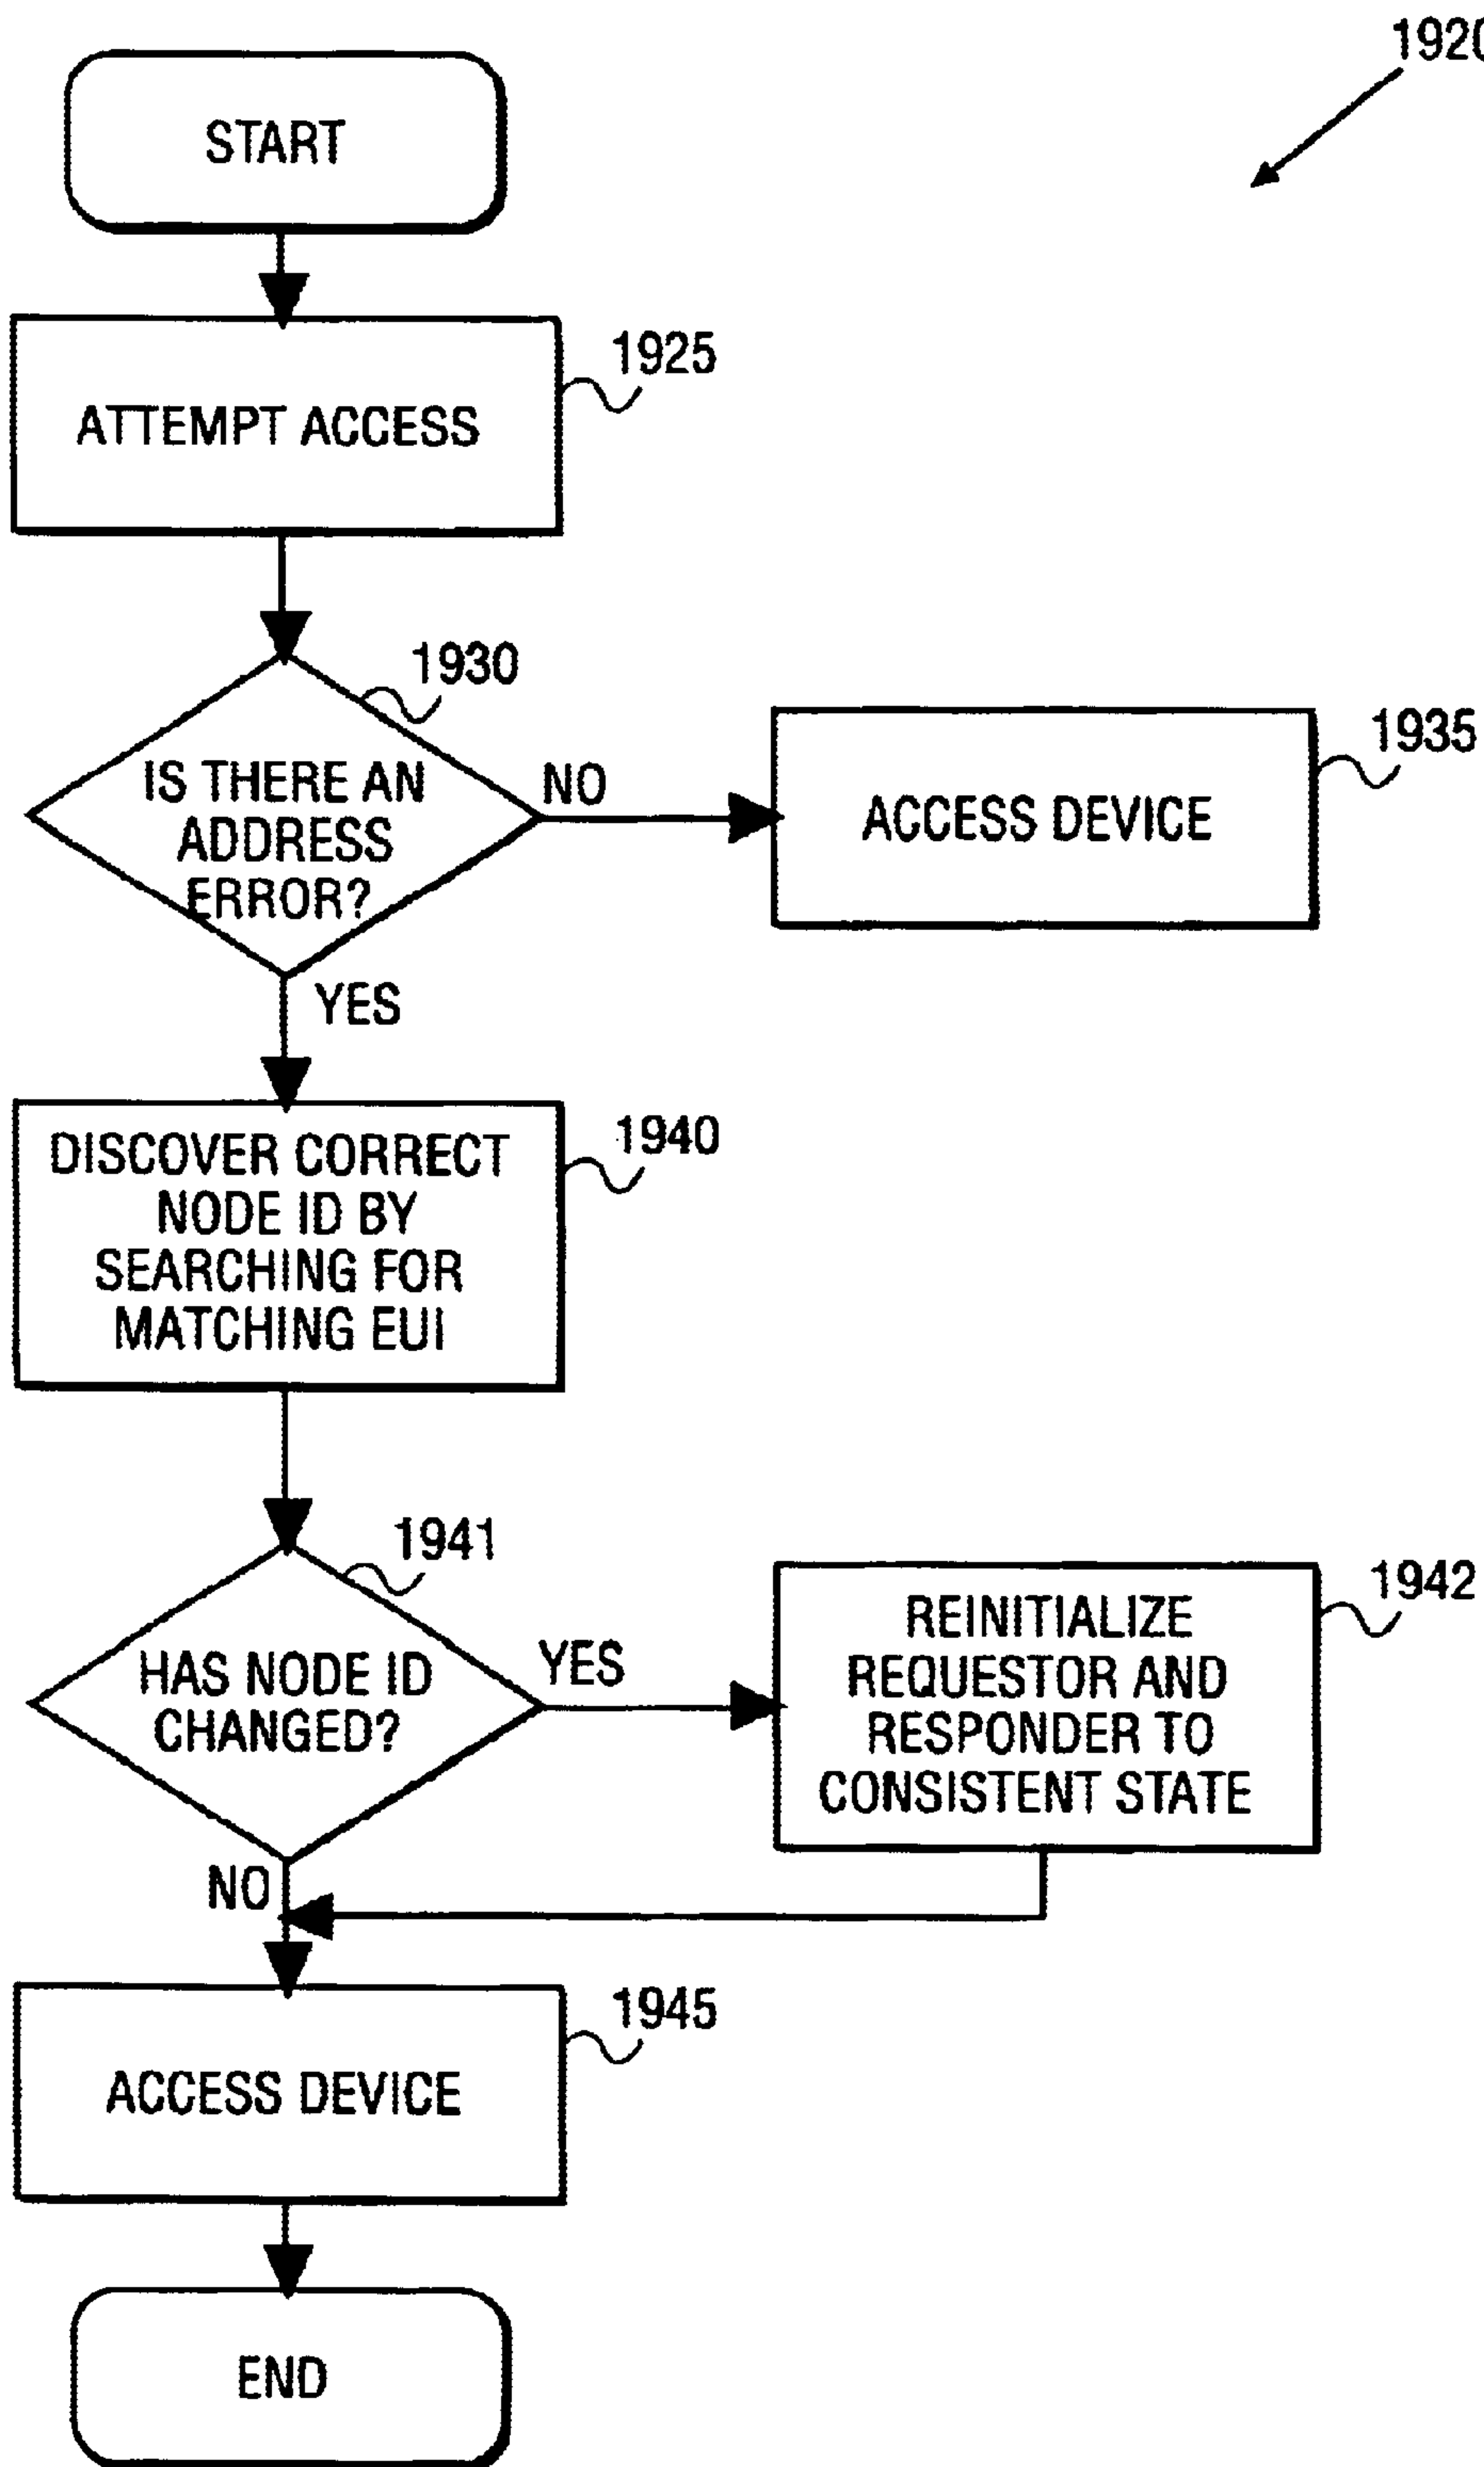 1920
START
1925
ATTEMPT ACCESS
1930
IS THERE AN
ADDRESS
ERROR?
NO
1935
ACCESS DEVICE
YES
1940
DISCOVER CORRECT
NODE ID BY
SEARCHING FOR
MATCHING EUI
1941
HAS NODE ID
CHANGED?
YES
1942
REINITIALIZE
REQUESTOR AND
RESPONDER TO
CONSISTENT STATE
NO
1945
ACCESS DEVICE
END